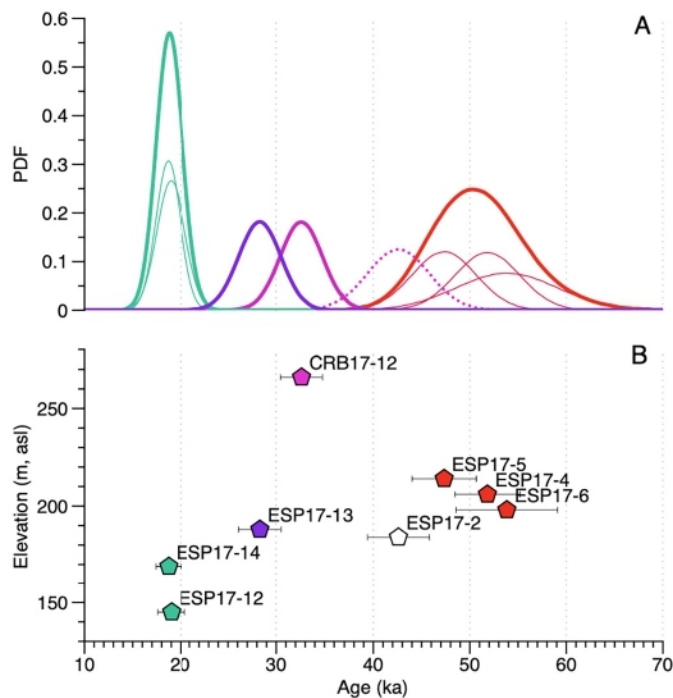 A
0.6
0.5
0.4
0.3
0.2
0.1
0
PDF
B
CRB17-12
250
ESP17-5
ESP17-4
ESP17-6
200
ESP17-13
ESP17-2
ESP17-14
150
ESP17-12
Elevation (m, asl)
10 20 30 40 50 60 70
Age (ka)